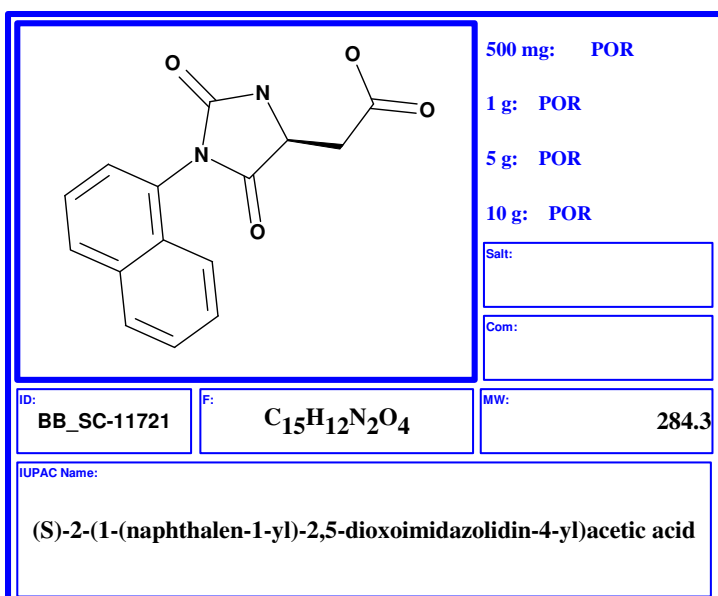 O
O
N
O
N
O
O
500 mg: POR
1 g: POR
5 g: POR
10 g: POR
Salt:
Com:
ID:
BB_SC-11721
F:
C15H12N2O4
MW:
284.3
IUPAC Name:
(S)-2-(1-(naphthalen-1-yl)-2,5-dioxoimidazolidin-4-yl)acetic acid